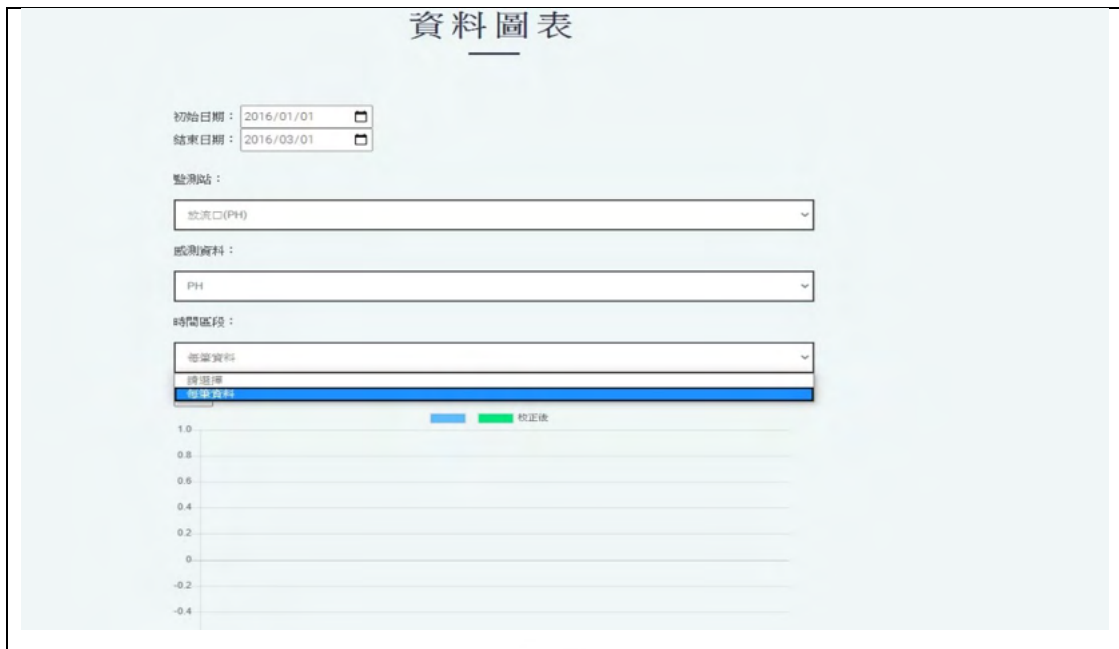 資料圖表
初始日期： 2016/01/01
結束日期： 2016/03/01
監測站：
放流口(PH)
感測資料：
PH
時間區段：
每筆資料
請選擇
每筆資料
校正後
1.0
0.8
0.6
0.4
0.2
0
-0.2
-0.4